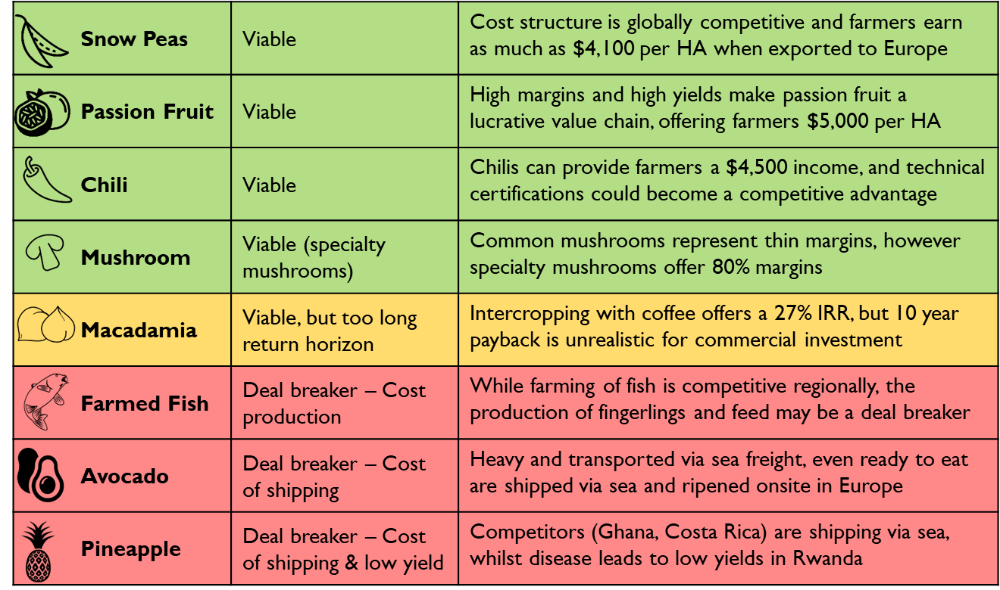 Snow Peas
Viable
Cost structure is globally competitive and farmers earn
as much as $4,100 per HA when exported to Europe
Passion Fruit
Viable
High margins and high yields make passion fruit a
lucrative value chain, offering farmers $5,000 per HA
Chili
Viable
Chilis can provide farmers a $4,500 income, and technical
certifications could become a competitive advantage
Mushroom
Viable (specialty
mushrooms)
Common mushrooms represent thin margins, however
specialty mushrooms offer 80% margins
Macadamia
Viable, but too long
return horizon
Intercropping with coffee offers a 27% IRR, but 10 year
payback is unrealistic for commercial investment
Farmed Fish
Deal breaker – Cost
production
While farming of fish is competitive regionally, the
production of fingerlings and feed may be a deal breaker
Avocado
Deal breaker – Cost
of shipping
Heavy and transported via sea freight, even ready to eat
are shipped via sea and ripened onsite in Europe
Pineapple
Deal breaker – Cost
of shipping & low yield
Competitors (Ghana, Costa Rica) are shipping via sea,
whilst disease leads to low yields in Rwanda